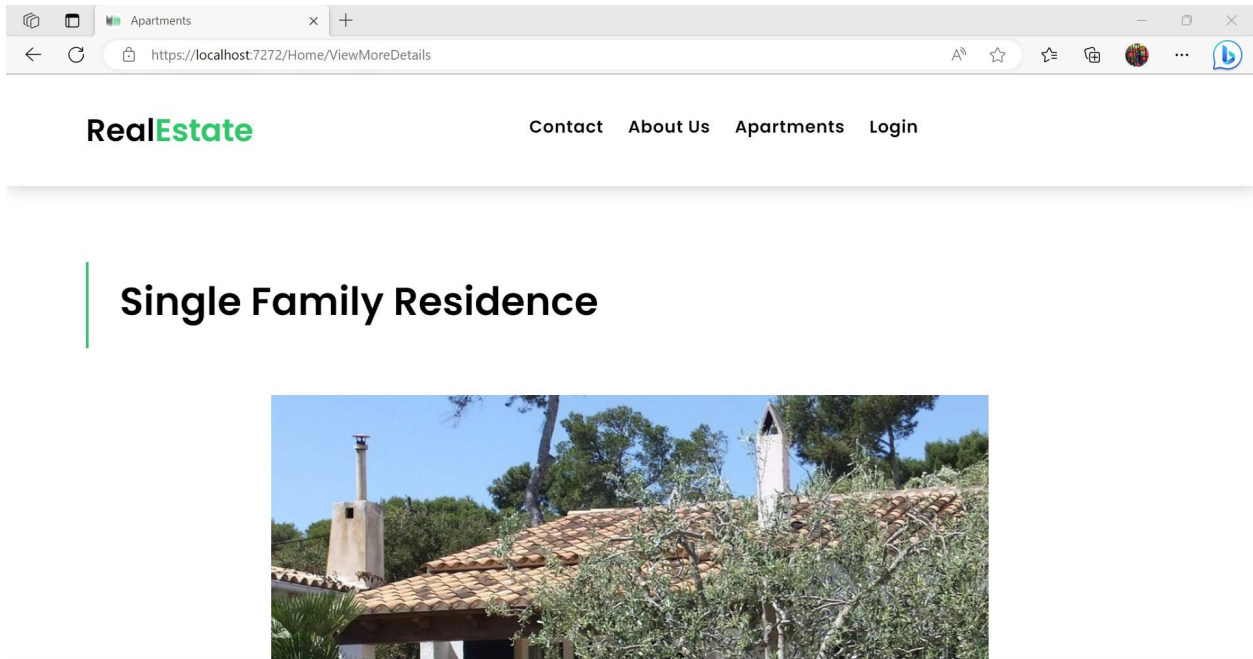 Apartments
https://localhost:7272/Home/ViewMoreDetails
RealEstate
Contact About Us Apartments Login
Single Family Residence